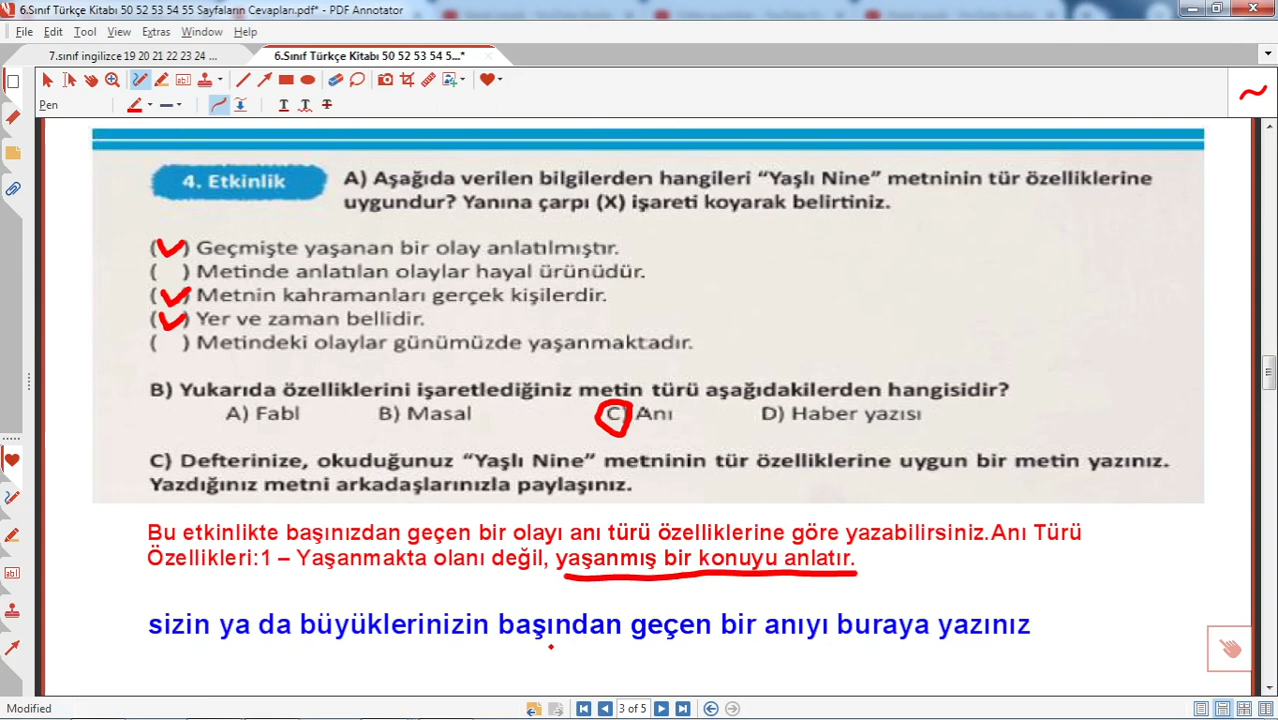 6.Sınıf Türkçe Kitabı 50 52 53 54 55 Sayfaların Cevapları.pdf* - PDF Annotator
File Edit Tool View Extras Window Help
7.sınıf ingilizce 19 20 21 22 23 24 ...
6.Sınıf Türkçe Kitabı 50 52 53 54 5...*
Pen
4. Etkinlik
A) Aşağıda verilen bilgilerden hangileri “Yaşlı Nine” metninin tür özelliklerine
uygundur? Yanına çarpı (X) işareti koyarak belirtiniz.
(✓) Geçmişte yaşanan bir olay anlatılmıştır.
( ) Metinde anlatılan olaylar hayal ürünüdür.
(✓) Metnin kahramanları gerçek kişilerdir.
(✓) Yer ve zaman bellidir.
( ) Metindeki olaylar günümüzde yaşanmaktadır.
B) Yukarıda özelliklerini işaretlediğiniz metin türü aşağıdakilerden hangisidir?
A) Fabl B) Masal C) Anı D) Haber yazısı
C) Defterinize, okuduğunuz “Yaşlı Nine” metninin tür özelliklerine uygun bir metin yazınız.
Yazdığınız metni arkadaşlarınızla paylaşınız.
Bu etkinlikte başınızdan geçen bir olayı anı türü özelliklerine göre yazabilirsiniz.Anı Türü
Özellikleri:1 – Yaşanmakta olanı değil, yaşanmış bir konuyu anlatır.
sizin ya da büyüklerinizin başından geçen bir anıyı buraya yazınız
Modified
3 of 5